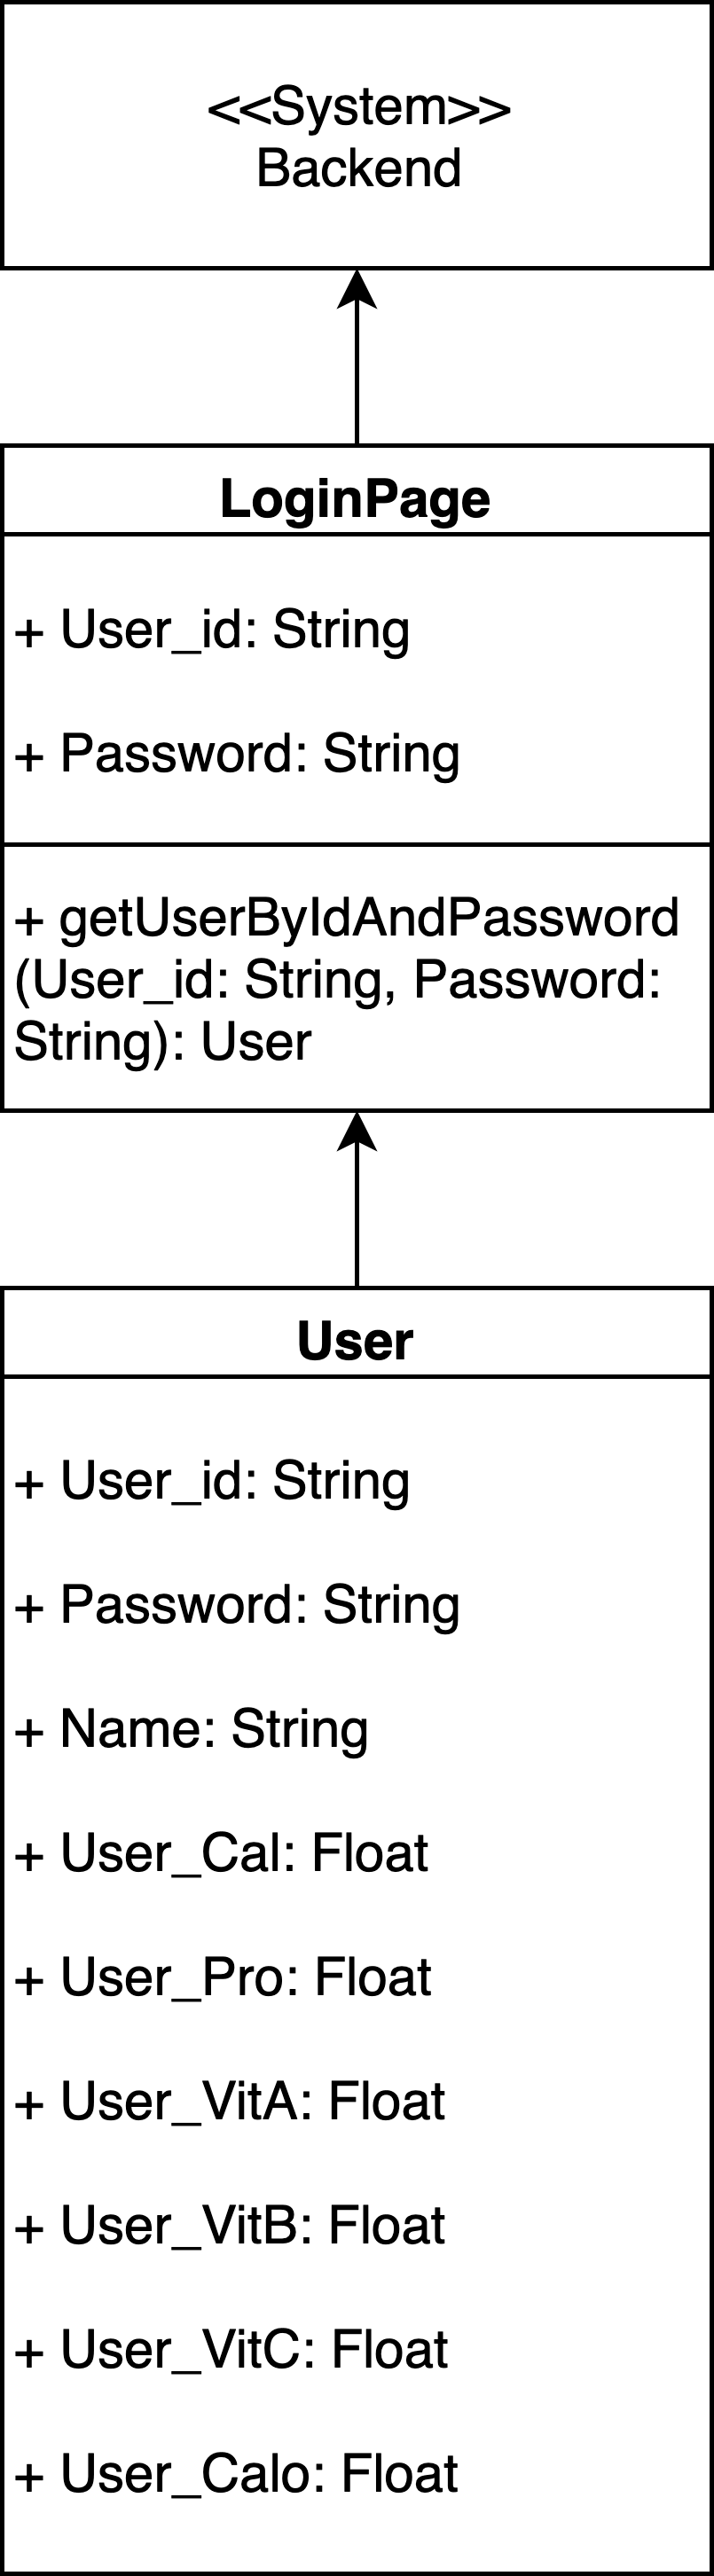 <<System>>
Backend
LoginPage
+ User_id: String
+ Password: String
+ getUserByIdAndPassword
(User_id: String, Password:
String): User
User
+ User_id: String
+ Password: String
+ Name: String
+ User_Cal: Float
+ User_Pro: Float
+ User_VitA: Float
+ User_VitB: Float
+ User_VitC: Float
+ User_Calo: Float